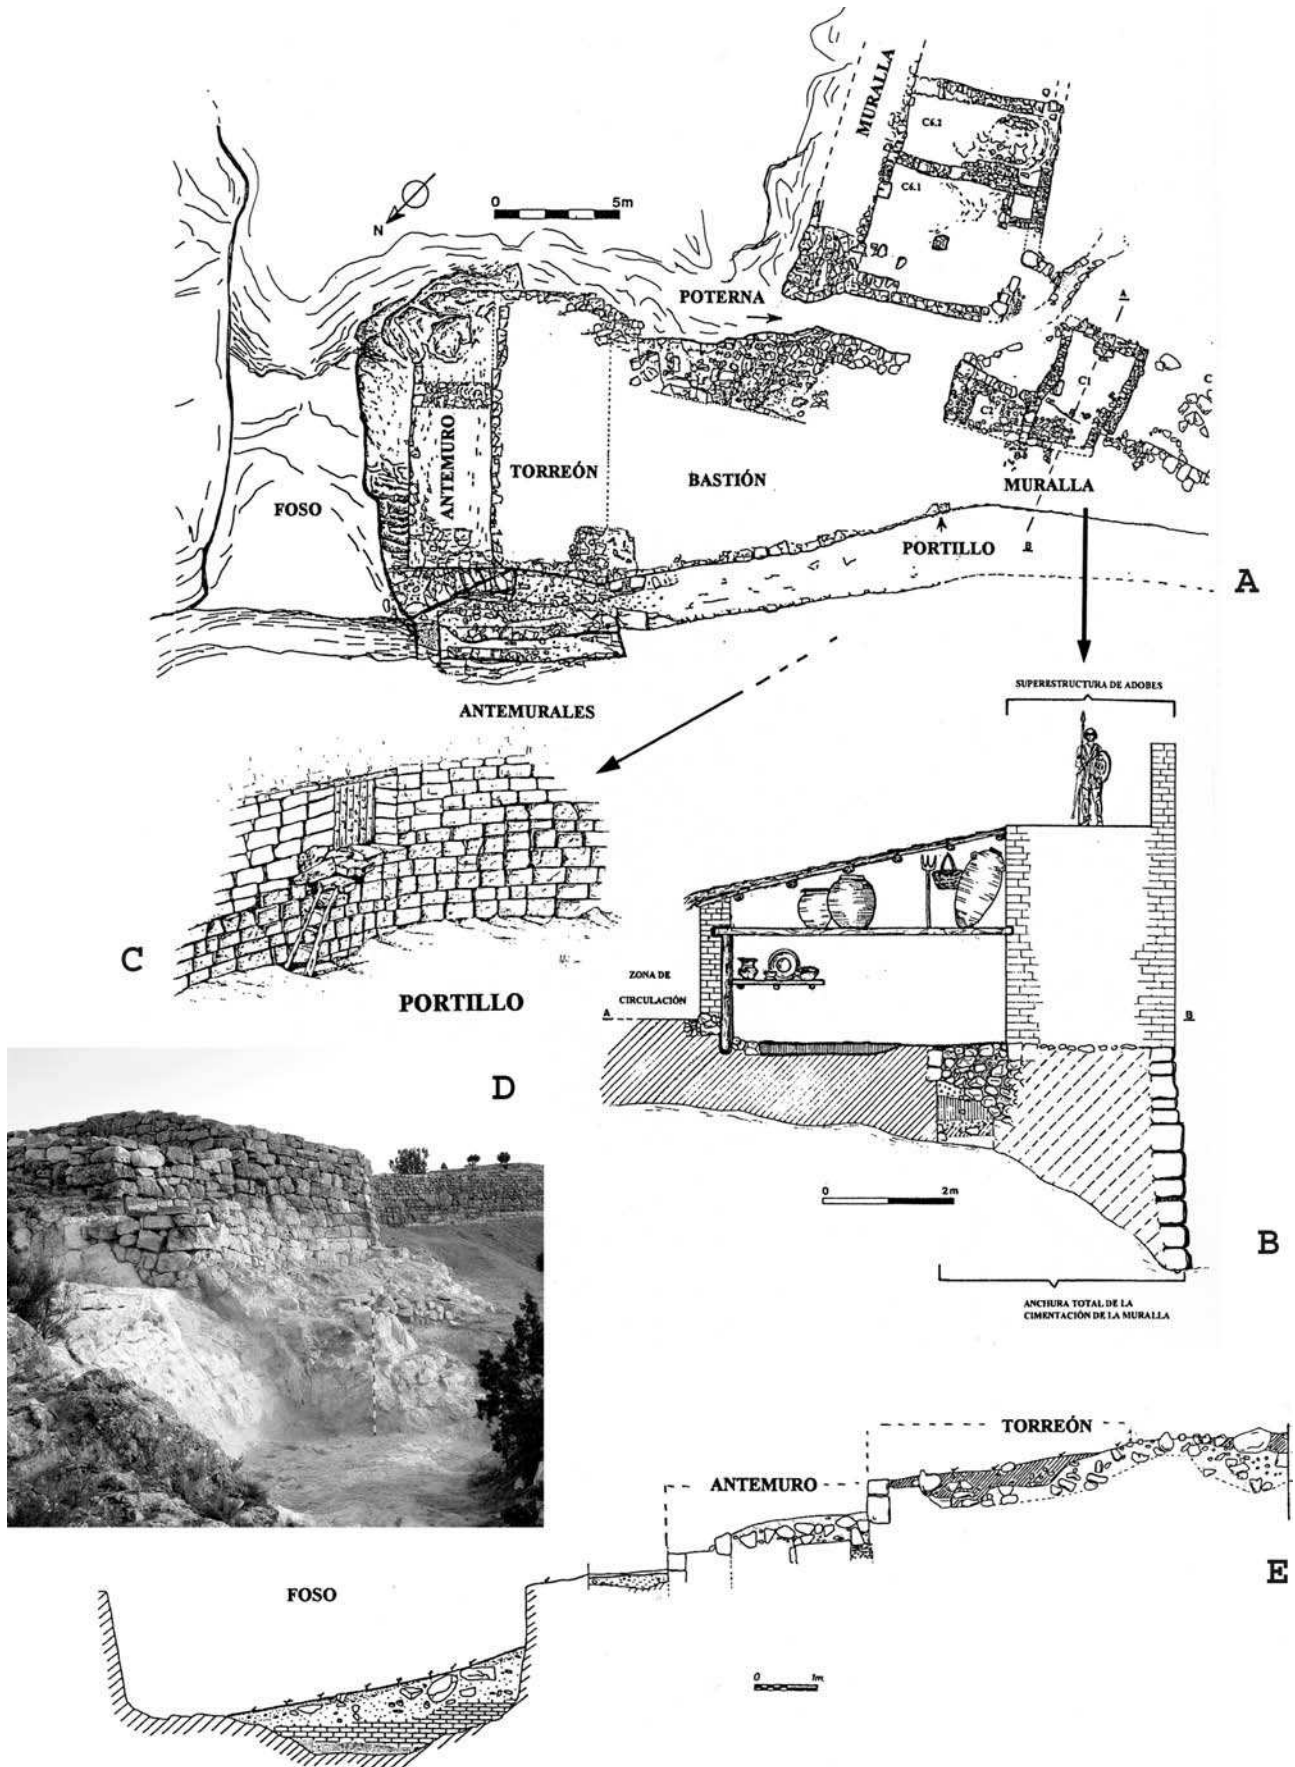 MURALLA
C6.2
C6.1
N
0 5m
POTERNA
A
C1
C2
B
C
ANTEMURO
TORREÓN
BASTIÓN
MURALLA
FOSO
PORTILLO
B
A
SUPERESTRUCTURA DE ADOBES
ANTEMURALES
C
ZONA DE
CIRCULACIÓN
A
B
PORTILLO
D
0 2m
B
ANCHURA TOTAL DE LA
CIMENTACIÓN DE LA MURALLA
TORREÓN
ANTEMURO
E
FOSO
0 1m